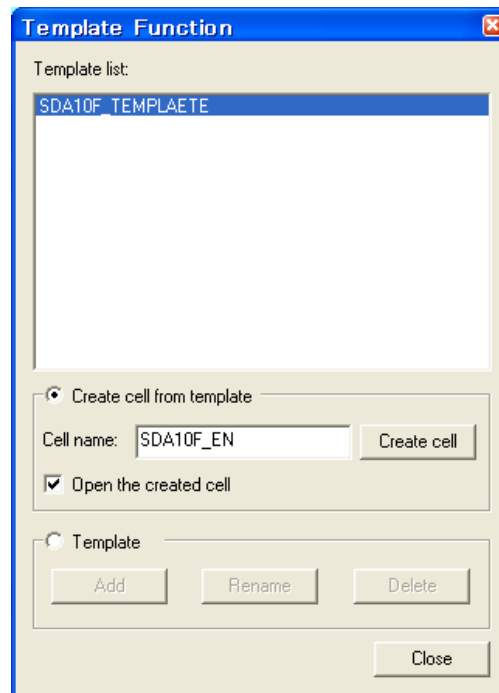 Template Function
Template list:
SDA10F_TEMPLAETE
Create cell from template
Cell name: SDA10F_EN Create cell
Open the created cell
Template
Add Rename Delete
Close